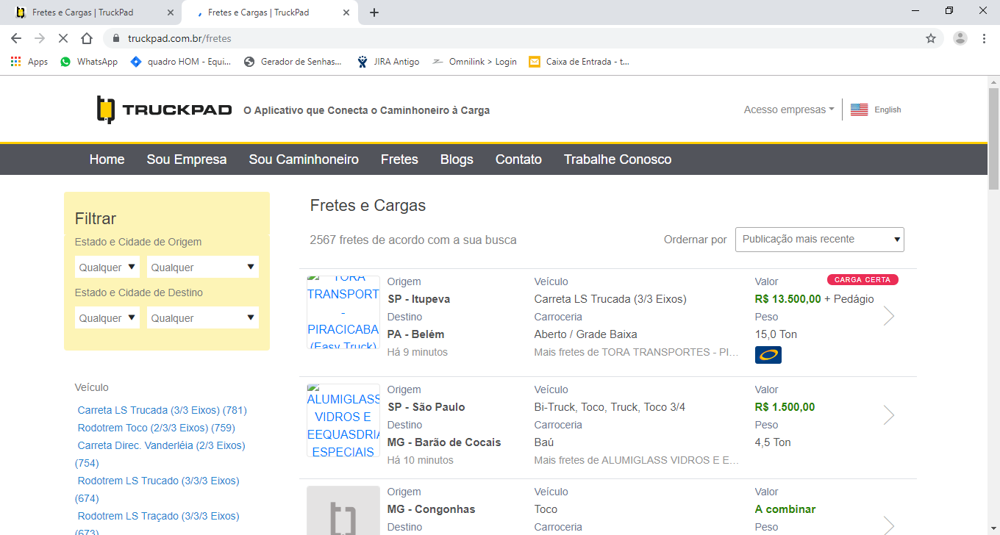 Fretes e Cargas | TruckPad
Fretes e Cargas | TruckPad
truckpad.com.br/fretes
Apps
WhatsApp
quadro HOM - Equi...
Gerador de Senhas...
JIRA Antigo
Omnilink > Login
Caixa de Entrada - t...
TRUCKPAD
O Aplicativo que Conecta o Caminhoneiro à Carga
Acesso empresas
English
Home
Sou Empresa
Sou Caminhoneiro
Fretes
Blogs
Contato
Trabalhe Conosco
Filtrar
Estado e Cidade de Origem
Qualquer
Qualquer
Estado e Cidade de Destino
Qualquer
Qualquer
Veículo
Carreta LS Trucada (3/3 Eixos) (781)
Rodotrem Toco (2/3/3 Eixos) (759)
Carreta Direc. Vanderléia (2/3 Eixos)
(754)
Rodotrem LS Trucado (3/3/3 Eixos)
(674)
Rodotrem LS Traçado (3/3/3 Eixos)
(673)
Fretes e Cargas
2567 fretes de acordo com a sua busca
Ordernar por
Publicação mais recente
TORA
TRANSPORT
-
PIRACICABA
(Easy Truck)
Origem
SP - Itupeva
Destino
PA - Belém
Há 9 minutos
Veículo
Carreta LS Trucada (3/3 Eixos)
Carroceria
Aberto / Grade Baixa
Mais fretes de TORA TRANSPORTES - PI...
Valor
CARGA CERTA
R$ 13.500,00 + Pedágio
Peso
15,0 Ton
ALUMIGLASS
VIDROS E
EEQUASDRIA
ESPECIAIS
Origem
SP - São Paulo
Destino
MG - Barão de Cocais
Há 10 minutos
Veículo
Bi-Truck, Toco, Truck, Toco 3/4
Carroceria
Baú
Mais fretes de ALUMIGLASS VIDROS E E...
Valor
R$ 1.500,00
Peso
4,5 Ton
Origem
MG - Congonhas
Destino
Veículo
Toco
Carroceria
Valor
A combinar
Peso